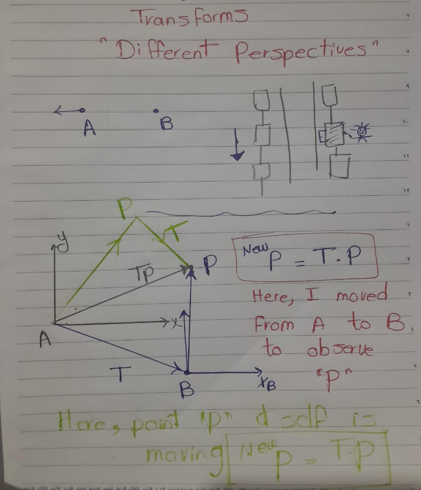 Transforms
"Different Perspectives"
A
B
P
T
y
TP
P
New P = T.P
x
A
Here, I moved
From A to B
to observe
"P"
T
B
xB
Here, point "P" itself is
moving New P = T.P